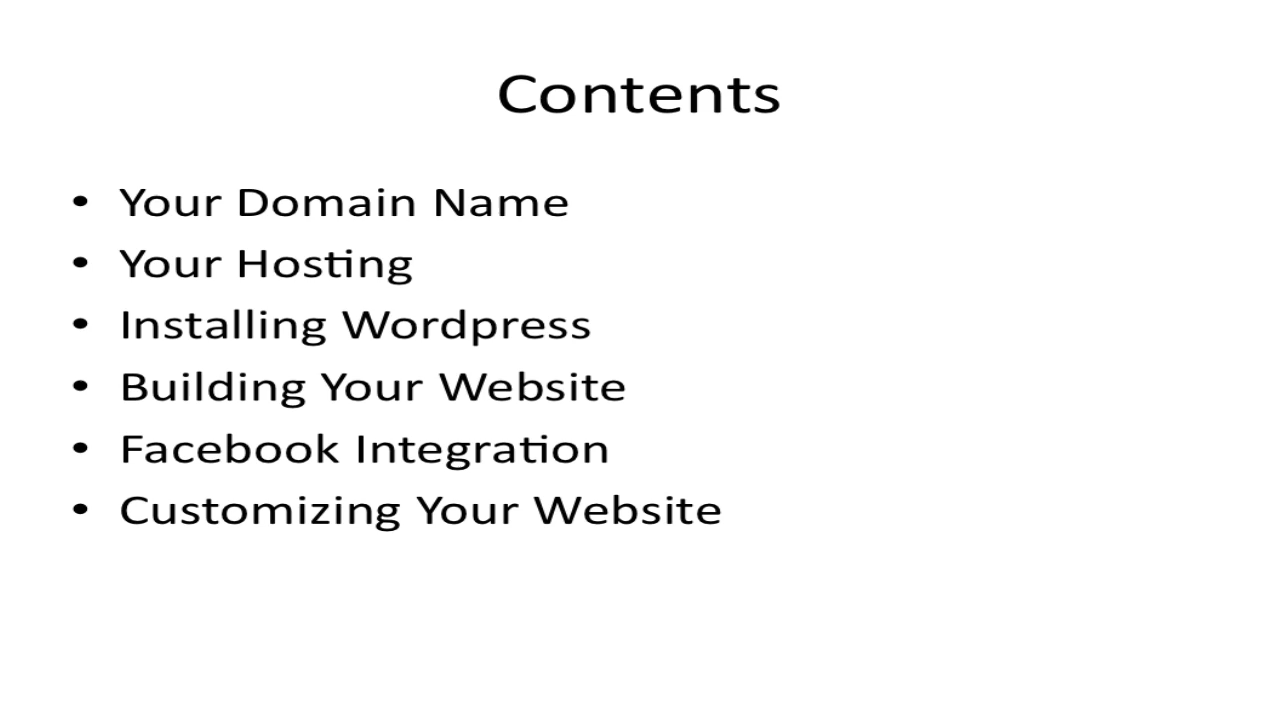 Contents
• Your Domain Name
• Your Hosting
• Installing Wordpress
• Building Your Website
• Facebook Integration
• Customizing Your Website